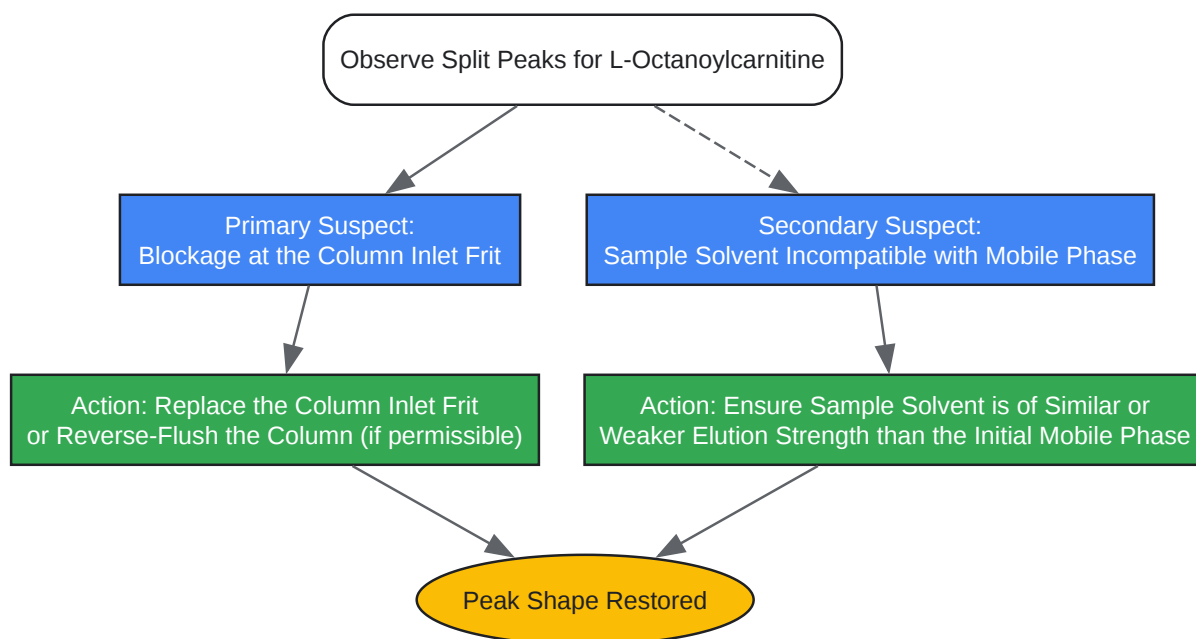 Observe Split Peaks for L-Octanoylcarnitine
Primary Suspect:
Blockage at the Column Inlet Frit
Secondary Suspect:
Sample Solvent Incompatible with Mobile Phase
Action: Replace the Column Inlet Frit
or Reverse-Flush the Column (if permissible)
Action: Ensure Sample Solvent is of Similar or
Weaker Elution Strength than the Initial Mobile Phase
Peak Shape Restored